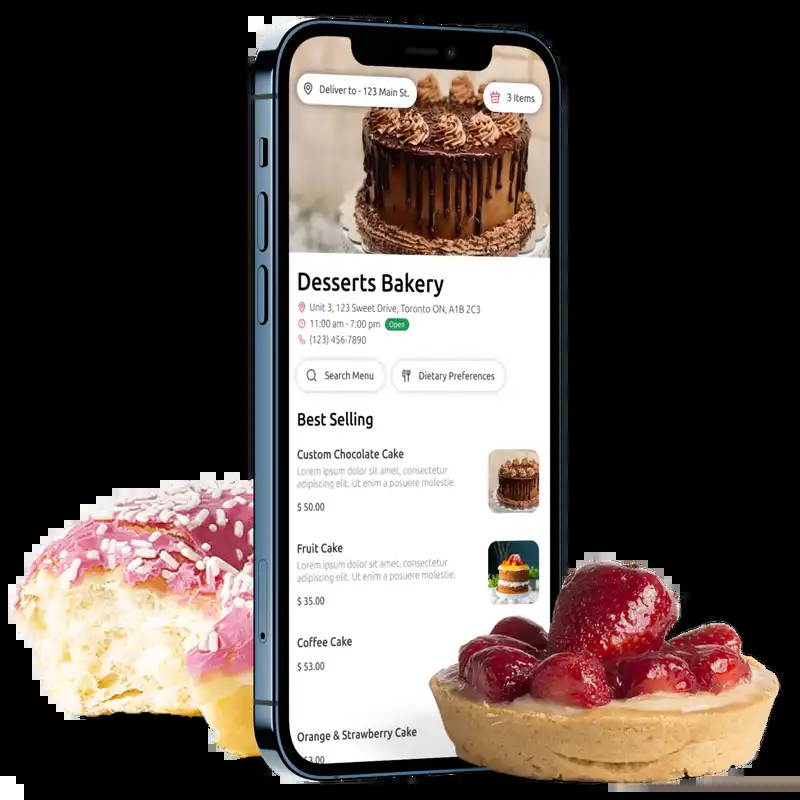 Deliver to - 123 Main St.
3 Items
Desserts Bakery
Unit 3, 123 Sweet Drive, Toronto ON, A1B 2C3
11:00 am - 7:00 pm Open
(123) 456-7890
Search Menu Dietary Preferences
Best Selling
Custom Chocolate Cake
Lorem ipsum dolor sit amet, consectetur
adipiscing elit. Ut enim a posuere molestie.
$ 50.00
Fruit Cake
Lorem ipsum dolor sit amet, consectetur
adipiscing elit. Ut enim a posuere molestie.
$ 35.00
Coffee Cake
$ 53.00
Orange & Strawberry Cake